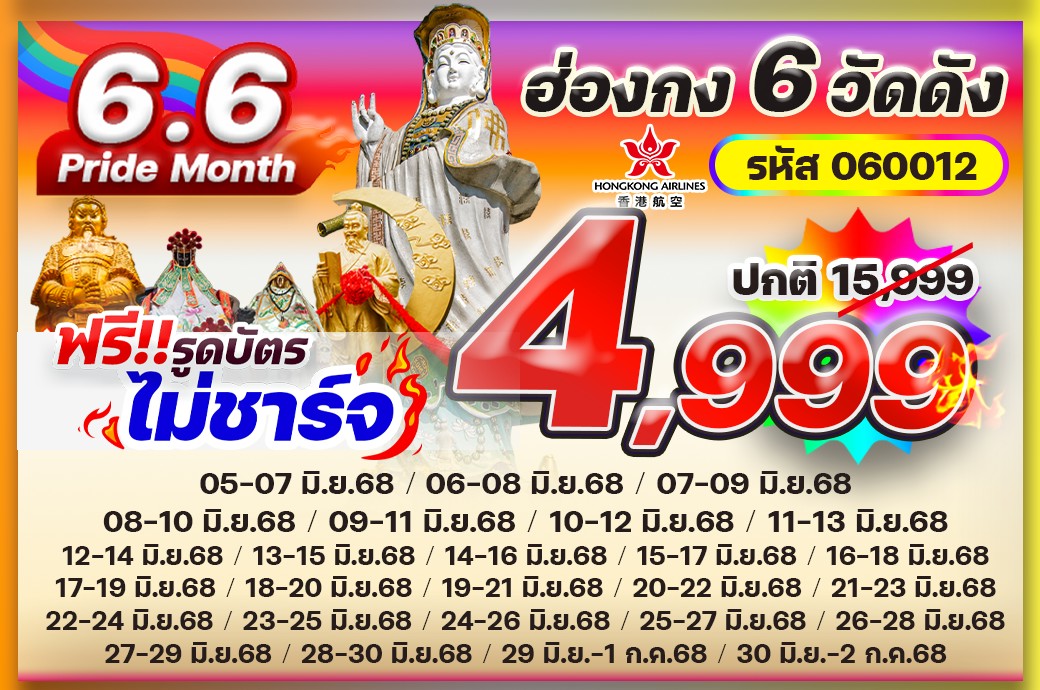 6.6
Pride Month
ฮ่องกง 6 วัดดัง
HONGKONG AIRLINES
香港航空
รหัส 060012
ปกติ 15,999
4,999
ฟรี!! รูดบัตร
ไม่ชาร์จ
05-07 มิ.ย.68 / 06-08 มิ.ย.68 / 07-09 มิ.ย.68
08-10 มิ.ย.68 / 09-11 มิ.ย.68 / 10-12 มิ.ย.68 / 11-13 มิ.ย.68
12-14 มิ.ย.68 / 13-15 มิ.ย.68 / 14-16 มิ.ย.68 / 15-17 มิ.ย.68 / 16-18 มิ.ย.68
17-19 มิ.ย.68 / 18-20 มิ.ย.68 / 19-21 มิ.ย.68 / 20-22 มิ.ย.68 / 21-23 มิ.ย.68
22-24 มิ.ย.68 / 23-25 มิ.ย.68 / 24-26 มิ.ย.68 / 25-27 มิ.ย.68 / 26-28 มิ.ย.68
27-29 มิ.ย.68 / 28-30 มิ.ย.68 / 29 มิ.ย.-1 ก.ค.68 / 30 มิ.ย.-2 ก.ค.68